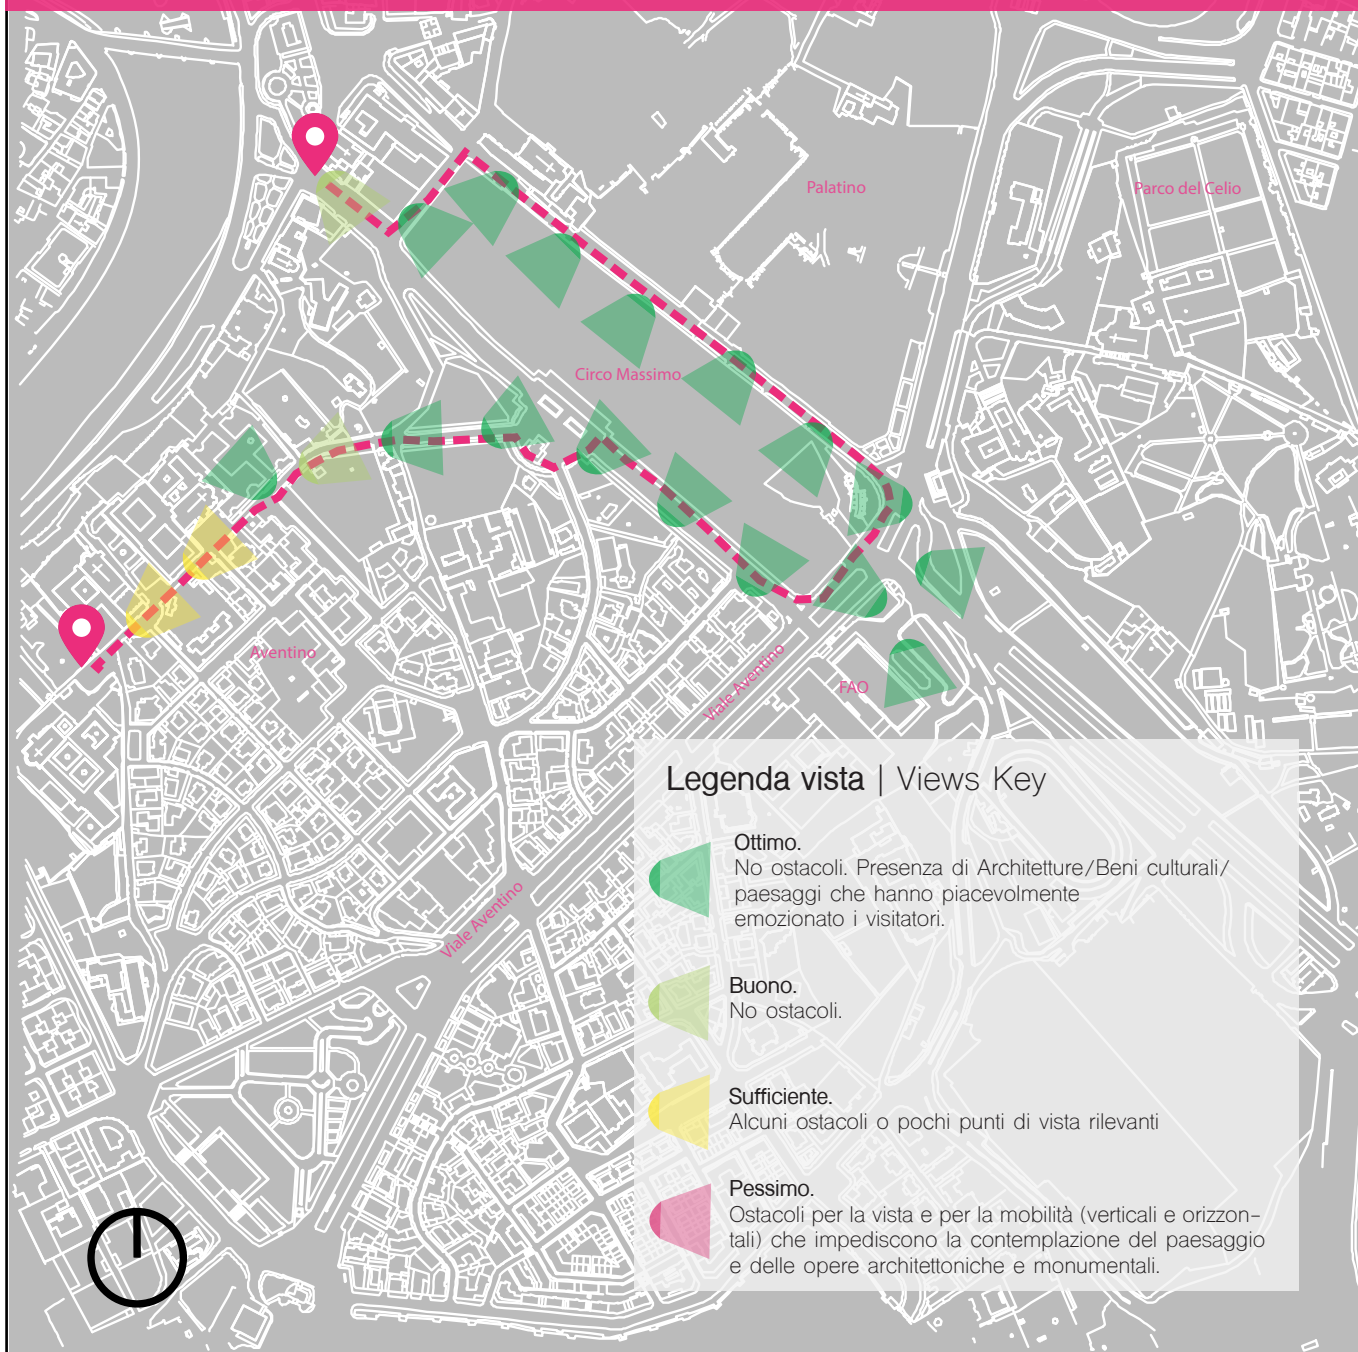 Palatino
Parco del Celio
Circo Massimo
Aventino
Viale Aventino
FAO
Viale Aventino
Legenda vista | Views Key
Ottimo.
No ostacoli. Presenza di Architetture/Beni culturali/
paesaggi che hanno piacevolmente
emozionato i visitatori.
Buono.
No ostacoli.
Sufficiente.
Alcuni ostacoli o pochi punti di vista rilevanti
Pessimo.
Ostacoli per la vista e per la mobilità (verticali e orizzon-
tali) che impediscono la contemplazione del paesaggio
e delle opere architettoniche e monumentali.